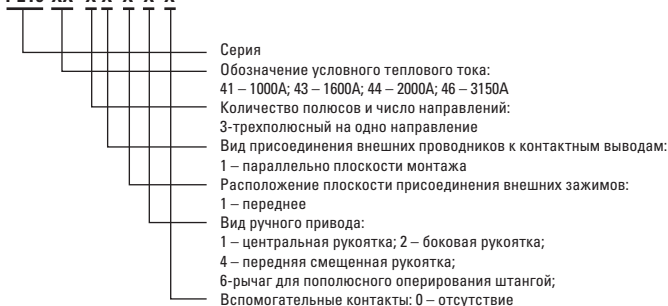 Серия
Обозначение условного теплового тока:
41 – 1000А; 43 – 1600А; 44 – 2000А; 46 – 3150А
Количество полюсов и число направлений:
3-трехполюсный на одно направление
Вид присоединения внешних проводников к контактным выводам:
1 – параллельно плоскости монтажа
Расположение плоскости присоединения внешних зажимов:
1 – переднее
Вид ручного привода:
1 – центральная рукоятка; 2 – боковая рукоятка;
4 – передняя смещенная рукоятка;
6-рычаг для пополюсного оперирования штангой;
Вспомогательные контакты: 0 – отсутствие